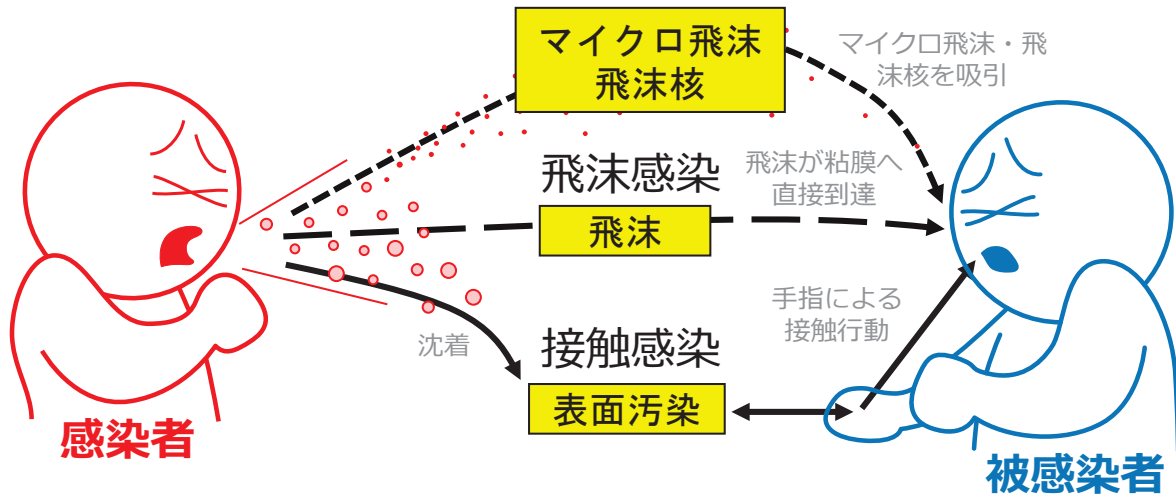 マイクロ飛沫
飛沫核
マイクロ飛沫・飛
沫核を吸引
飛沫感染
飛沫が粘膜へ
直接到達
飛沫
手指による
接触行動
沈着
接触感染
表面汚染
感染者
被感染者